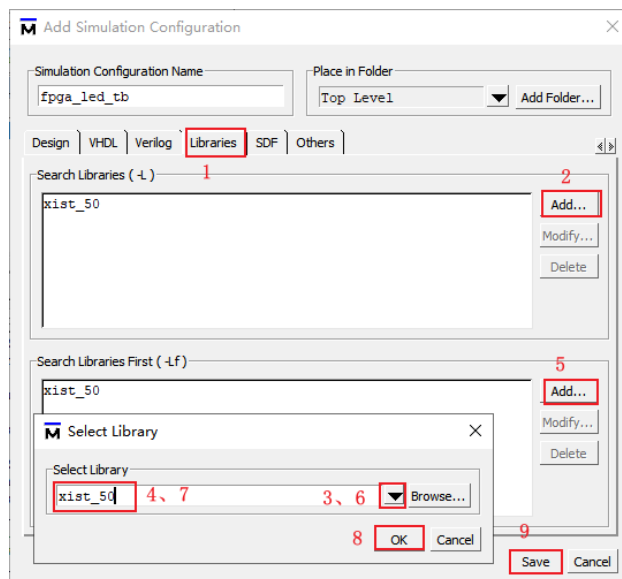 Add Simulation Configuration
Simulation Configuration Name
fpga_led_tb
Place in Folder
Top Level
Add Folder...
Design VHDL Verilog Libraries SDF Others
1
Search Libraries ( -L )
2
xist_50
Add...
Modify...
Delete
Search Libraries First ( -Lf )
5
xist_50
Add...
Modify...
Delete
Select Library
Select Library
xist_50 4、7 3、6 Browse...
8 OK Cancel
9
Save Cancel